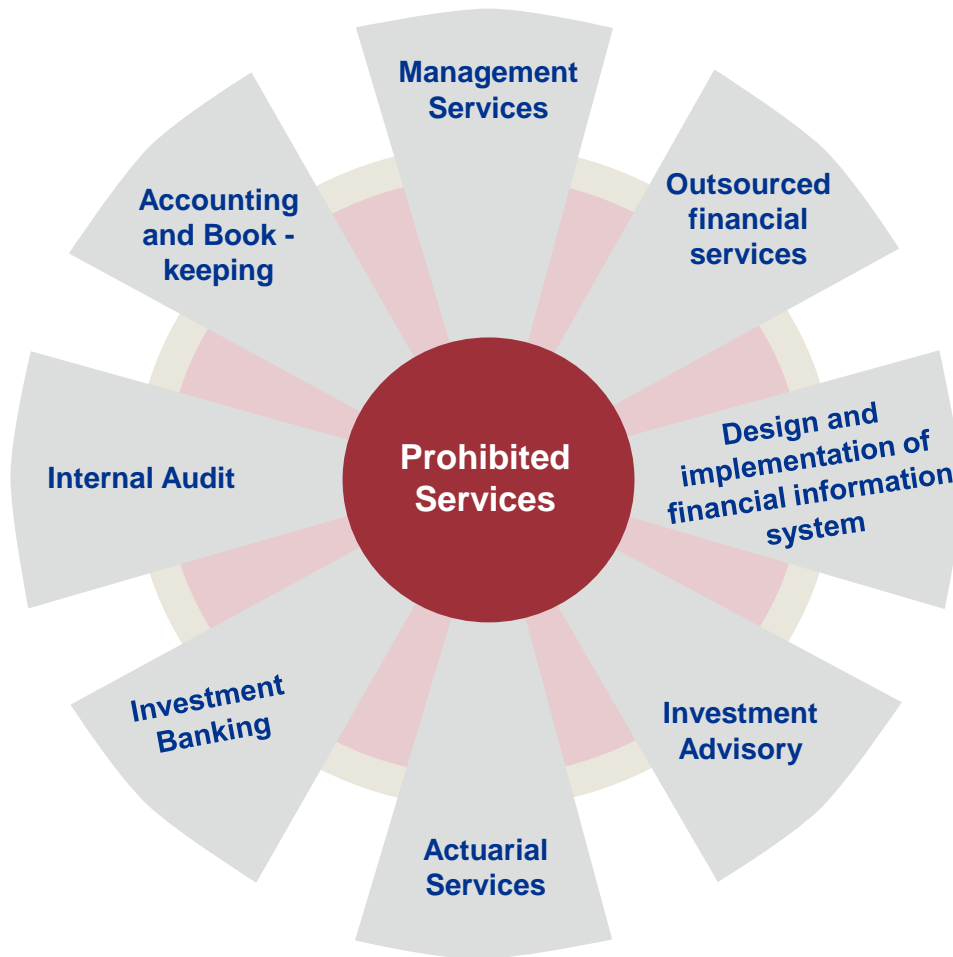 Management
Services
Outsourced
financial
services
Design and
implementation of
financial information
system
Investment
Advisory
Actuarial
Services
Investment
Banking
Internal Audit
Accounting
and Book -
keeping
Prohibited
Services